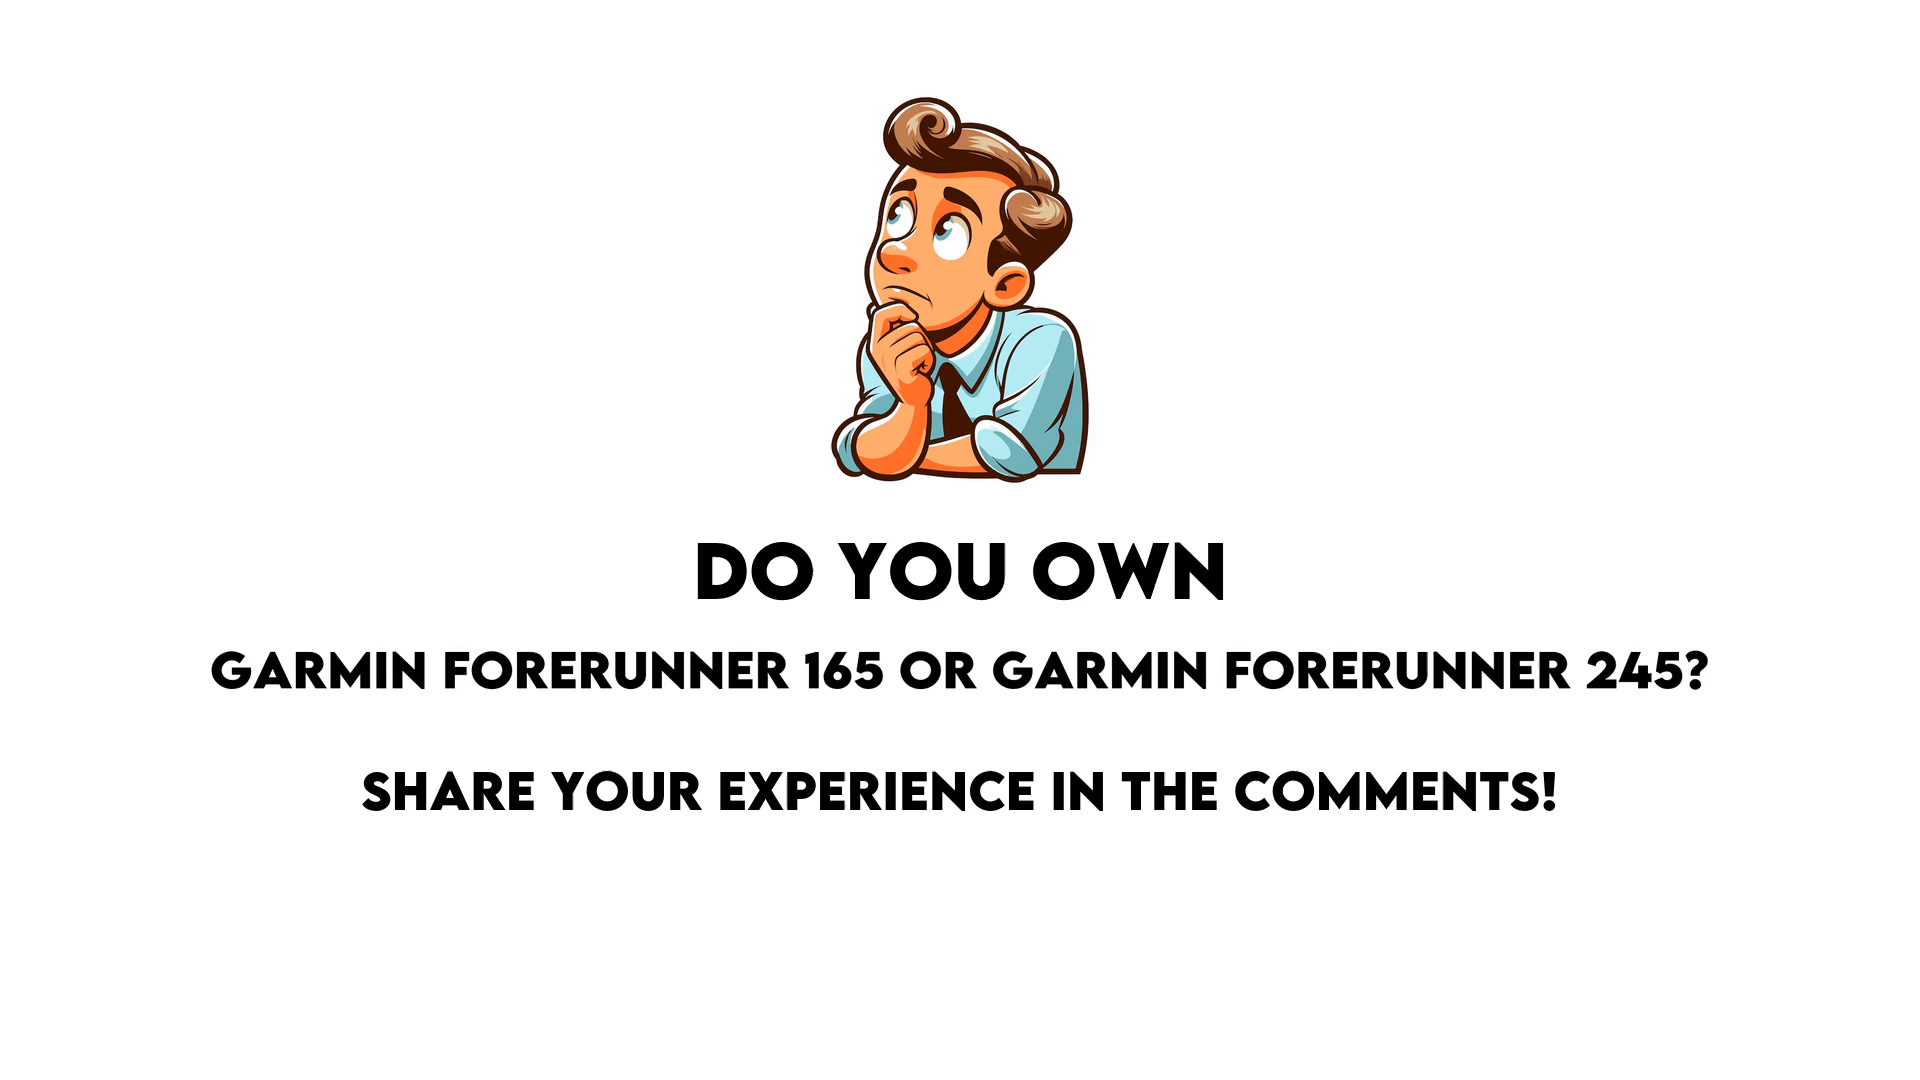 DO YOU OWN
GARMIN FORERUNNER 165 OR GARMIN FORERUNNER 245?
SHARE YOUR EXPERIENCE IN THE COMMENTS!